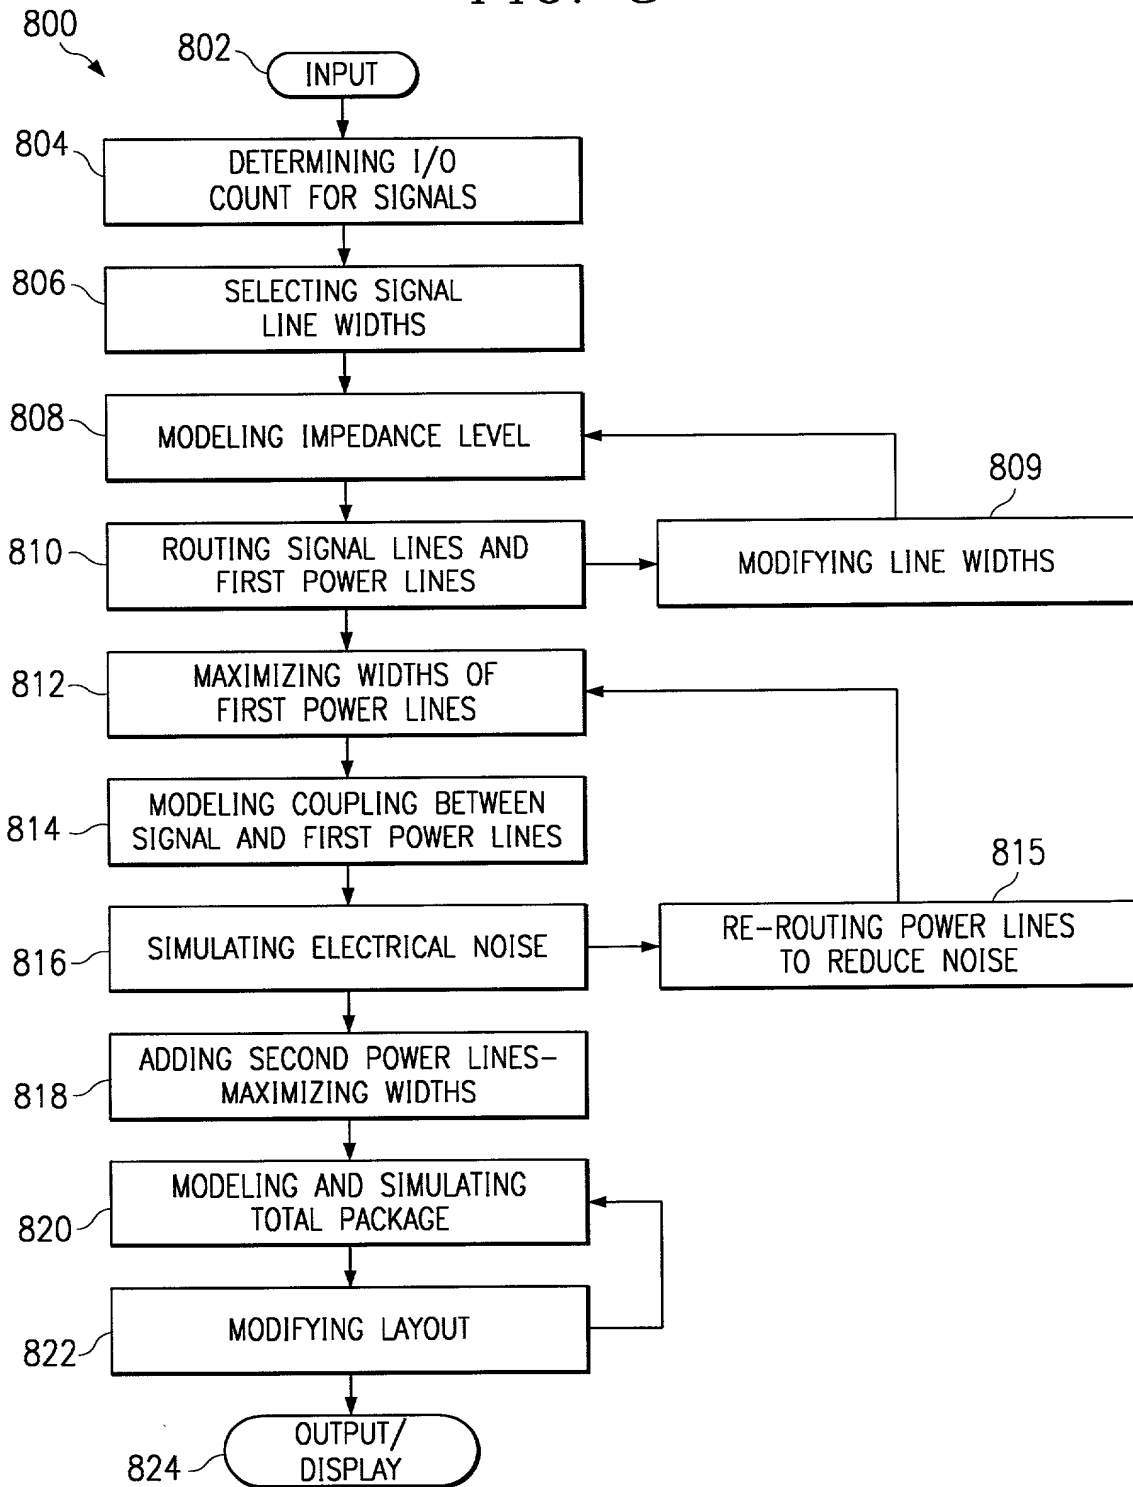 800
802
INPUT
804
DETERMINING I/O
COUNT FOR SIGNALS
806
SELECTING SIGNAL
LINE WIDTHS
808
MODELING IMPEDANCE LEVEL
809
810
ROUTING SIGNAL LINES AND
FIRST POWER LINES
MODIFYING LINE WIDTHS
812
MAXIMIZING WIDTHS OF
FIRST POWER LINES
814
MODELING COUPLING BETWEEN
SIGNAL AND FIRST POWER LINES
815
816
SIMULATING ELECTRICAL NOISE
RE-ROUTING POWER LINES
TO REDUCE NOISE
818
ADDING SECOND POWER LINES-
MAXIMIZING WIDTHS
820
MODELING AND SIMULATING
TOTAL PACKAGE
822
MODIFYING LAYOUT
824
OUTPUT/
DISPLAY